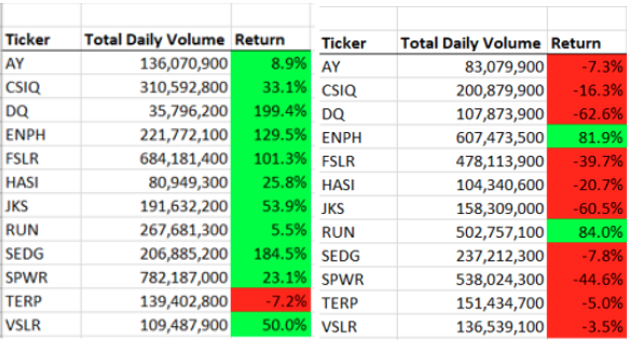 Ticker Total Daily Volume Return
AY 136,070,900 8.9%
CSIQ 310,592,800 33.1%
DQ 35,796,200 199.4%
ENPH 221,772,100 129.5%
FSLR 684,181,400 101.3%
HASI 80,949,300 25.8%
JKS 191,632,200 53.9%
RUN 267,681,300 5.5%
SEDG 206,885,200 184.5%
SPWR 782,187,000 23.1%
TERP 139,402,800 -7.2%
VSLR 109,487,900 50.0%
Ticker Total Daily Volume Return
AY 83,079,900 -7.3%
CSIQ 200,879,900 -16.3%
DQ 107,873,900 -62.6%
ENPH 607,473,500 81.9%
FSLR 478,113,900 -39.7%
HASI 104,340,600 -20.7%
JKS 158,309,000 -60.5%
RUN 502,757,100 84.0%
SEDG 237,212,300 -7.8%
SPWR 538,024,300 -44.6%
TERP 151,434,700 -5.0%
VSLR 136,539,100 -3.5%